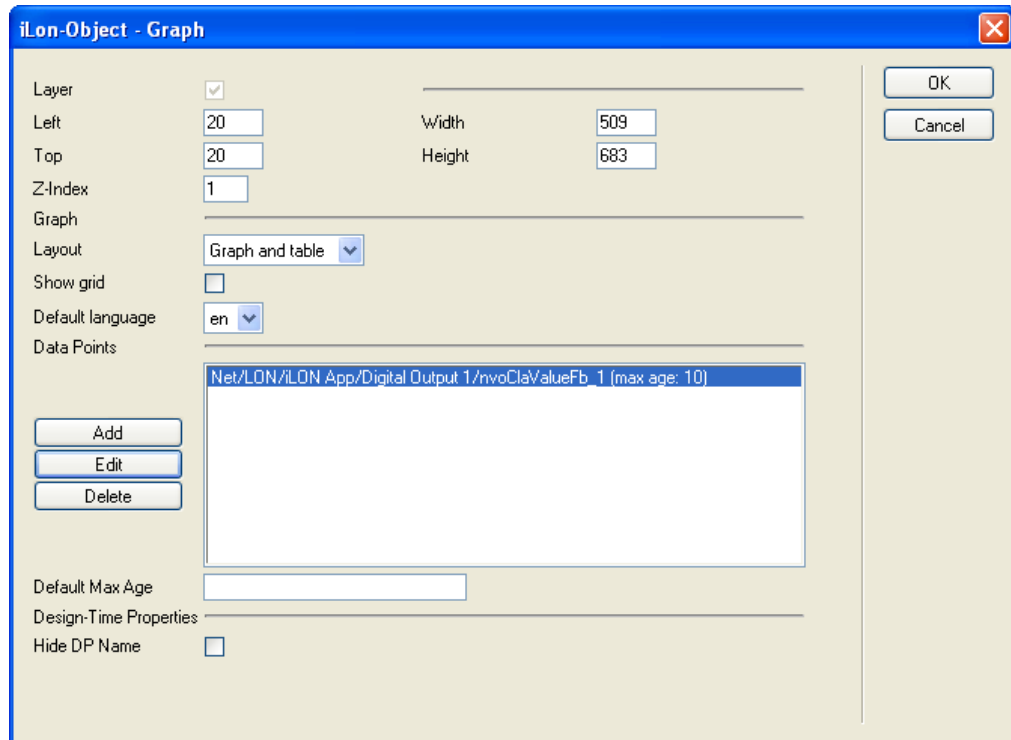 iLon-Object - Graph
Layer
OK
Left 20 Width 509
Cancel
Top 20 Height 683
Z-Index 1
Graph
Layout Graph and table
Show grid
Default language en
Data Points
Net/LON/iLON App/Digital Output 1/nvoClaValueFb_1 (max age: 10)
Add
Edit
Delete
Default Max Age
Design-Time Properties
Hide DP Name